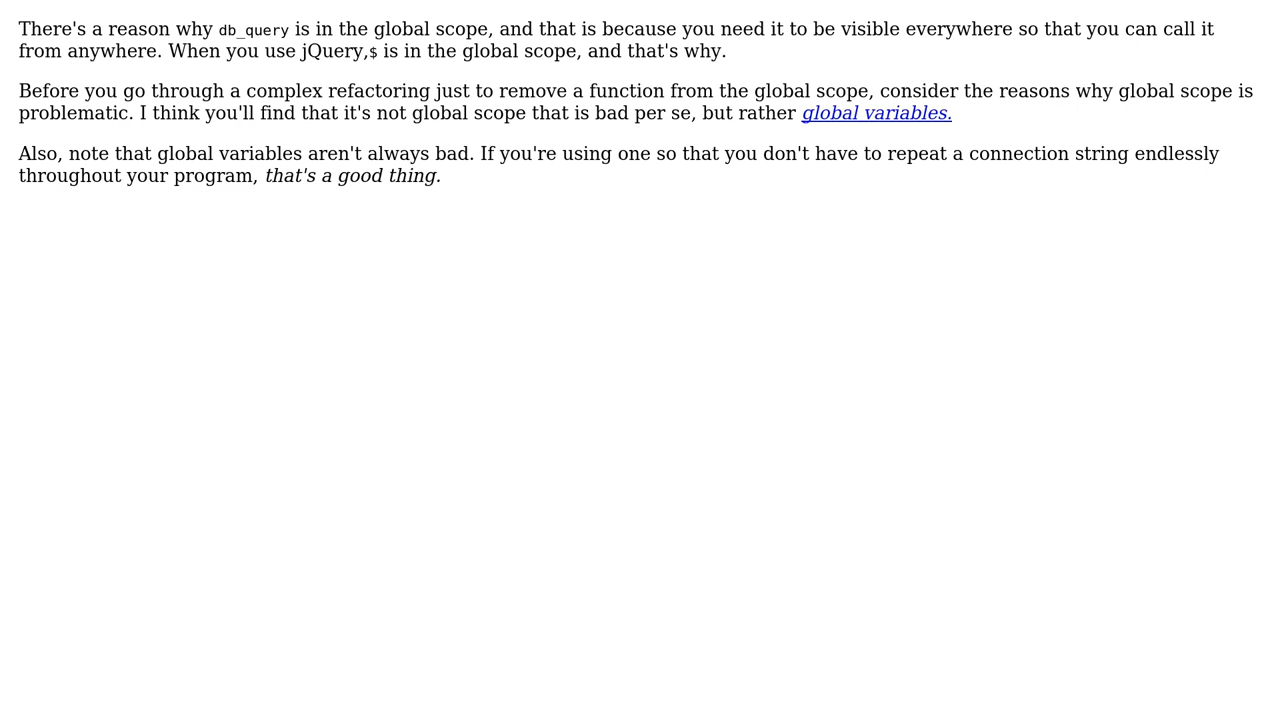 There's a reason why db_query is in the global scope, and that is because you need it to be visible everywhere so that you can call it
from anywhere. When you use jQuery,$ is in the global scope, and that's why.
Before you go through a complex refactoring just to remove a function from the global scope, consider the reasons why global scope is
problematic. I think you'll find that it's not global scope that is bad per se, but rather global variables.
Also, note that global variables aren't always bad. If you're using one so that you don't have to repeat a connection string endlessly
throughout your program, that's a good thing.